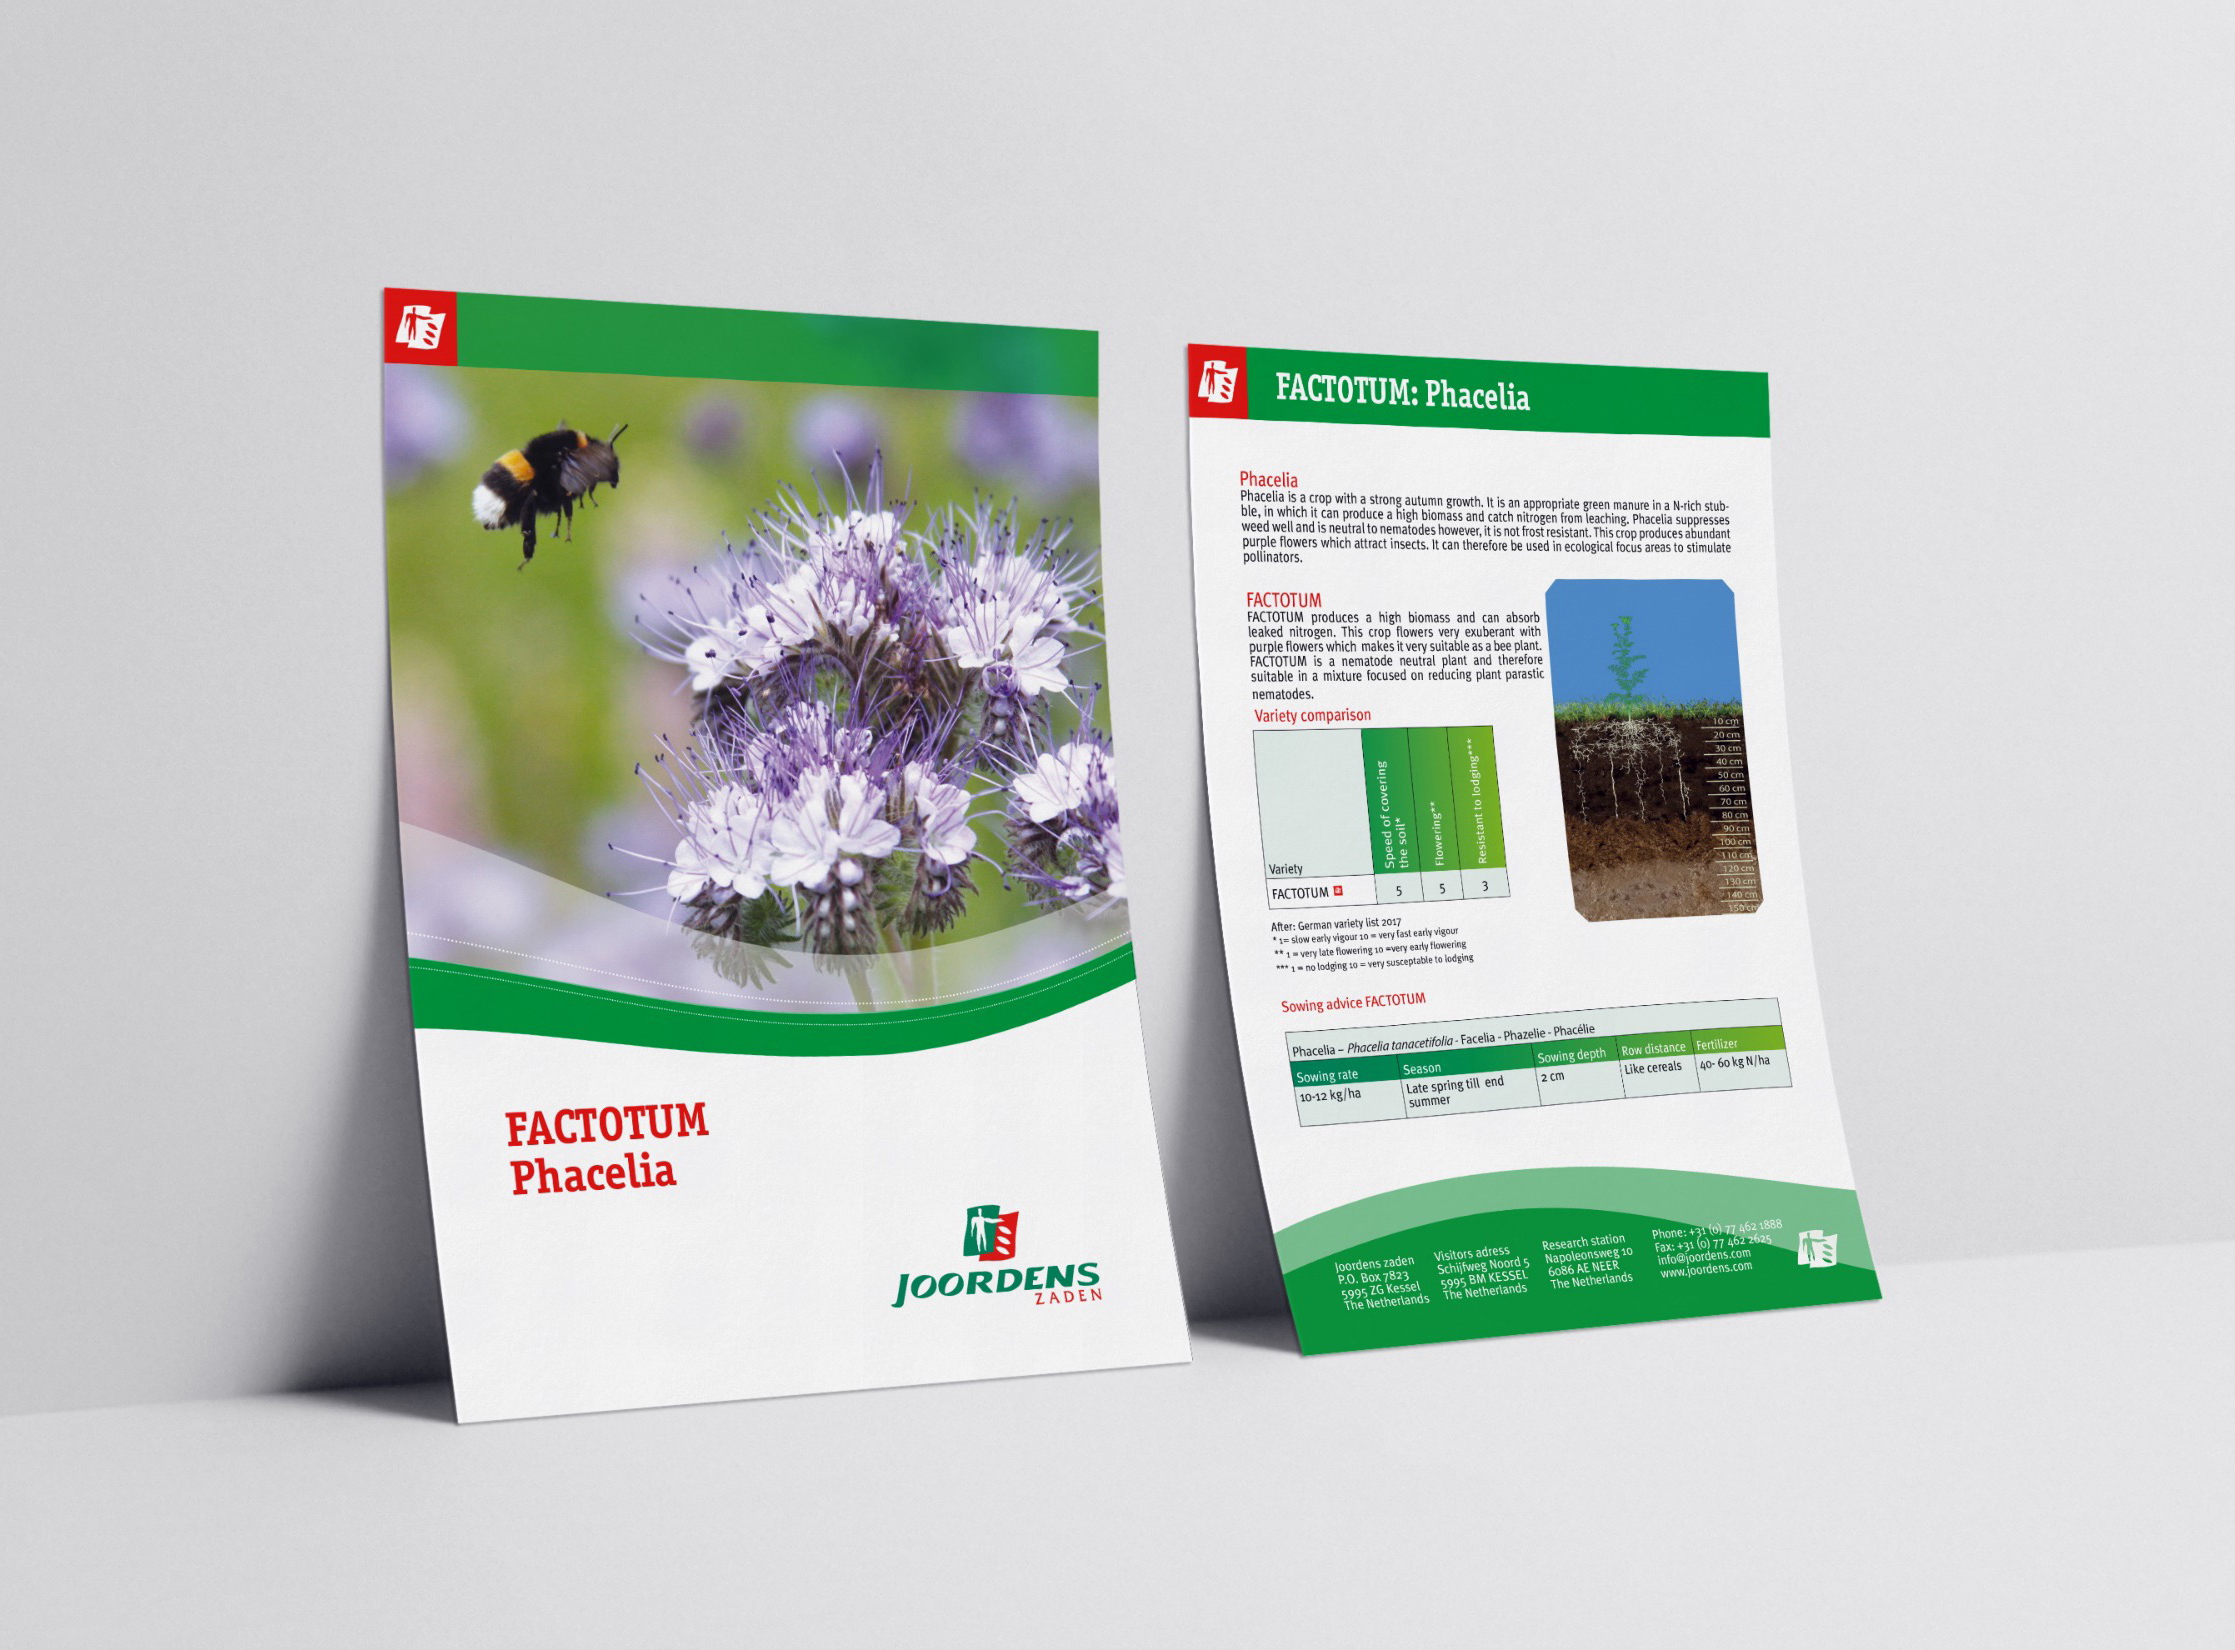 FACTOTUM
Phacelia
JOORDENS
ZADEN
FACTOTUM: Phacelia
Phacelia
Phacelia is a crop with a strong autumn growth. It is an appropriate green manure in a N-rich stub-
ble, in which it can produce a high biomass and catch nitrogen from leaching. Phacelia suppresses
weed well and is neutral to nematodes however, it is not frost resistant. This crop produces abundant
purple flowers which attract insects. It can therefore be used in ecological focus areas to stimulate
pollinators.
FACTOTUM
FACTOTUM produces a high biomass and can absorb
leaked nitrogen. This crop flowers very exuberant with
purple flowers which makes it very suitable as a bee plant.
FACTOTUM is a nematode neutral plant and therefore
suitable in a mixture focused on reducing plant parastic
nematodes.
10 cm
20 cm
30 cm
40 cm
50 cm
60 cm
70 cm
80 cm
90 cm
100 cm
110 cm
120 cm
130 cm
140 cm
150 cm
Variety comparison
Variety
Speed of covering
the soil*
Flowering**
Resistant to lodging***
FACTOTUM 5 5 3
After: German variety list 2017
* 1= slow early vigour 10 = very fast early vigour
** 1 = very late flowering 10 =very early flowering
*** 1 = no lodging 10 = very susceptable to lodging
Sowing advice FACTOTUM
Phacelia – Phacelia tanacetifolia - Facelia - Phazelie - Phacélie
Sowing rate Season Sowing depth Row distance Fertilizer
10-12 kg/ha Late spring till end 2 cm Like cereals 40- 60 kg N/ha
summer
Joordens zaden
P.O. Box 7823
5995 ZG Kessel
The Netherlands
Visitors adress
Schijfweg Noord 5
5995 BM KESSEL
The Netherlands
Research station
Napoleonsweg 10
6086 AE NEER
The Netherlands
Phone: +31 (0) 77 462 1888
Fax: +31 (0) 77 462 2625
info@joordens.com
www.joordens.com